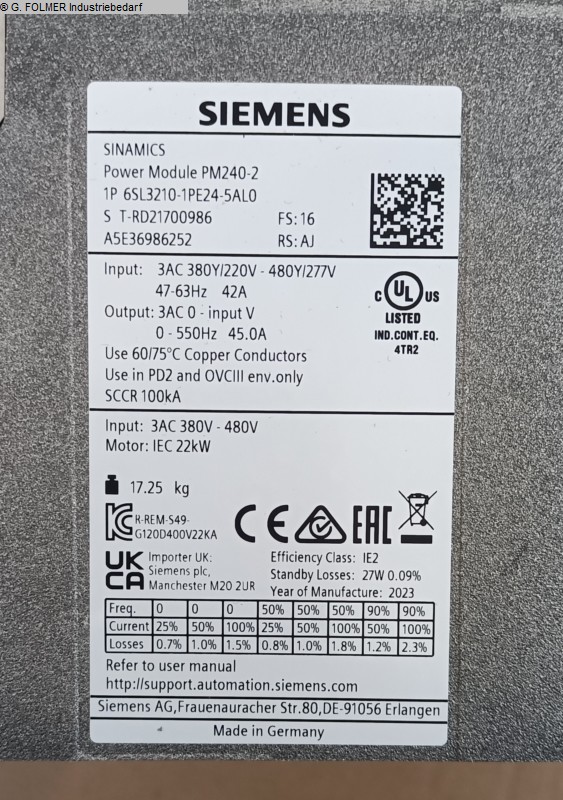 ® G. FOLMER Industriebedarf
SIEMENS
SINAMICS
Power Module PM240-2
1P 6SL3210-1PE24-5AL0
S T-RD21700986 FS: 16
A5E36986252 RS: AJ
Input: 3AC 380Y/220V - 480Y/277V
47-63Hz 42A
Output: 3AC 0 - input V
0 - 550Hz 45.0A
Use 60/75°C Copper Conductors
Use in PD2 and OVCIII env.only
SCCR 100kA
C UL US
LISTED
IND.CONT.EQ.
4TR2
Input: 3AC 380V - 480V
Motor: IEC 22kW
17.25 kg
R-REM-S49-
G120D400V22KA
CE EAC
UK
CA
Importer UK:
Siemens plc,
Manchester M20 2UR
Efficiency Class: IE2
Standby Losses: 27W 0.09%
Year of Manufacture: 2023
Freq. 0 0 0 50% 50% 50% 90% 90%
Current 25% 50% 100% 25% 50% 100% 50% 100%
Losses 0.7% 1.0% 1.5% 0.8% 1.0% 1.8% 1.2% 2.3%
Refer to user manual
http://support.automation.siemens.com
Siemens AG,Frauenauracher Str.80,DE-91056 Erlangen
Made in Germany